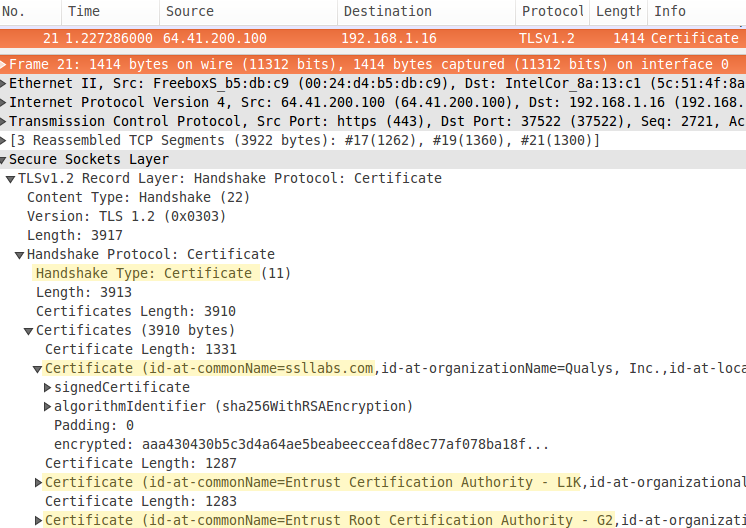 No. Time Source Destination Protocol Length Info
21 1.227286000 64.41.200.100 192.168.1.16 TLSv1.2 1414 Certificate
Frame 21: 1414 bytes on wire (11312 bits), 1414 bytes captured (11312 bits) on interface 0
Ethernet II, Src: FreeboxS_b5:db:c9 (00:24:d4:b5:db:c9), Dst: IntelCor_8a:13:c1 (5c:51:4f:8a
Internet Protocol Version 4, Src: 64.41.200.100 (64.41.200.100), Dst: 192.168.1.16 (192.168.
Transmission Control Protocol, Src Port: https (443), Dst Port: 37522 (37522), Seq: 2721, Ac
[3 Reassembled TCP Segments (3922 bytes): #17(1262), #19(1360), #21(1300)]
Secure Sockets Layer
TLSv1.2 Record Layer: Handshake Protocol: Certificate
Content Type: Handshake (22)
Version: TLS 1.2 (0x0303)
Length: 3917
Handshake Protocol: Certificate
Handshake Type: Certificate (11)
Length: 3913
Certificates Length: 3910
Certificates (3910 bytes)
Certificate Length: 1331
Certificate (id-at-commonName=ssllabs.com,id-at-organizationName=Qualys, Inc.,id-at-loca
signedCertificate
algorithmIdentifier (sha256WithRSAEncryption)
Padding: 0
encrypted: aaa430430b5c3d4a64ae5beabeecceafd8ec77af078ba18f...
Certificate Length: 1287
Certificate (id-at-commonName=Entrust Certification Authority - L1K,id-at-organizational
Certificate Length: 1283
Certificate (id-at-commonName=Entrust Root Certification Authority - G2,id-at-organizati